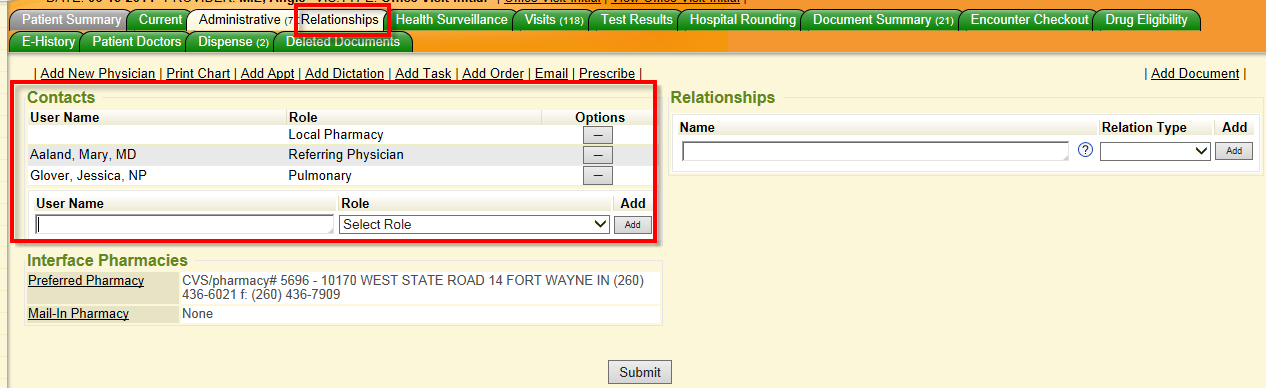 Patient Summary Current Administrative (7 Relationships Health Surveillance Visits (118) Test Results Hospital Rounding Document Summary (21) Encounter Checkout Drug Eligibility
E-History Patient Doctors Dispense (2) Deleted Documents
| Add New Physician | Print Chart | Add Appt | Add Dictation | Add Task | Add Order | Email | Prescribe | | Add Document |
Contacts
User Name Role Options
Local Pharmacy —
Aaland, Mary, MD Referring Physician —
Glover, Jessica, NP Pulmonary —
User Name Role Add
Select Role Add
Relationships
Name Relation Type Add
? Add
Interface Pharmacies
Preferred Pharmacy CVS/pharmacy# 5696 - 10170 WEST STATE ROAD 14 FORT WAYNE IN (260)
436-6021 f: (260) 436-7909
Mail-In Pharmacy None
Submit